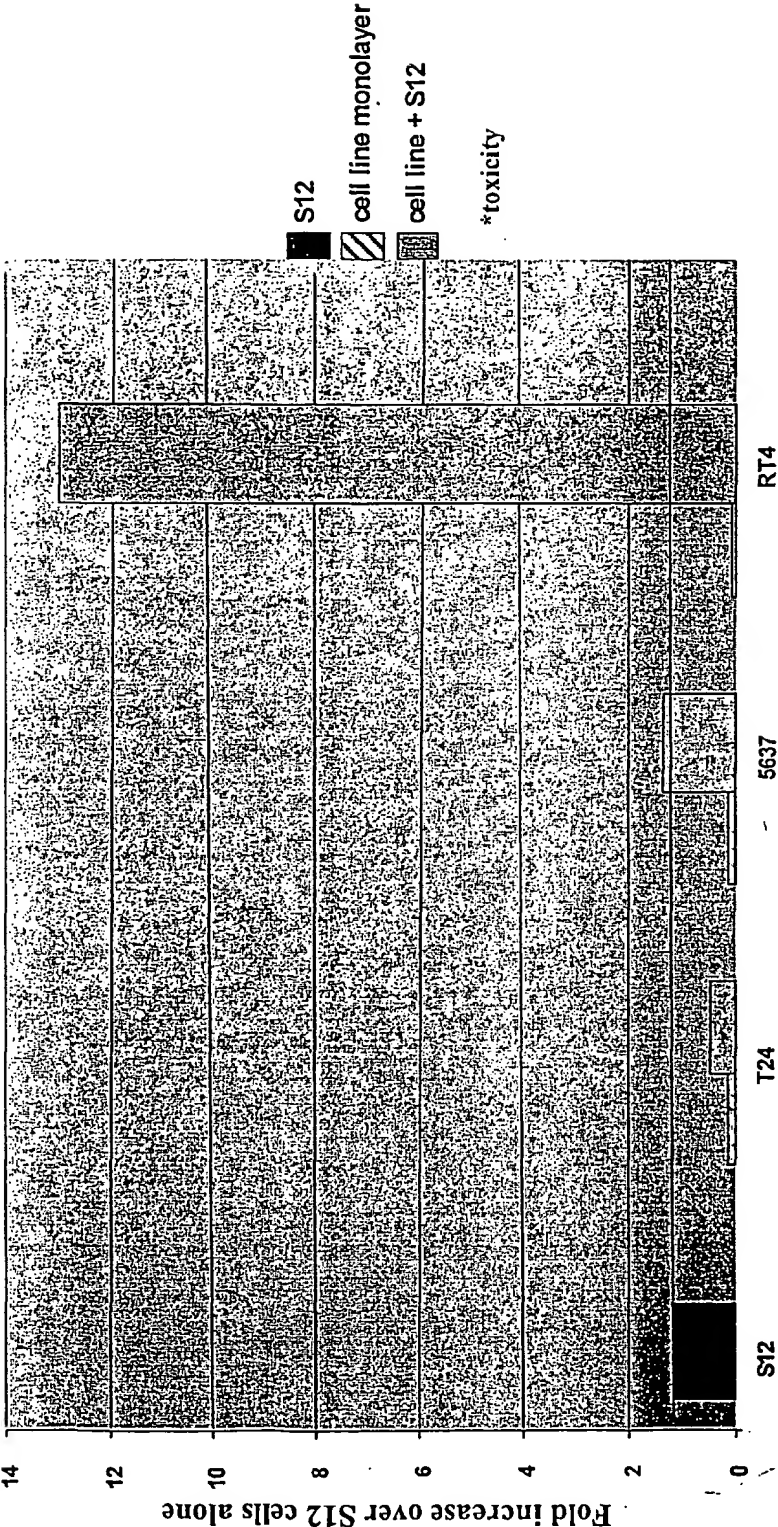 Fold increase over S12 cells alone
14
12
10
8
6
4
2
0
S12
T24
5637
RT4
S12
cell line monolayer
cell line + S12
*toxicity